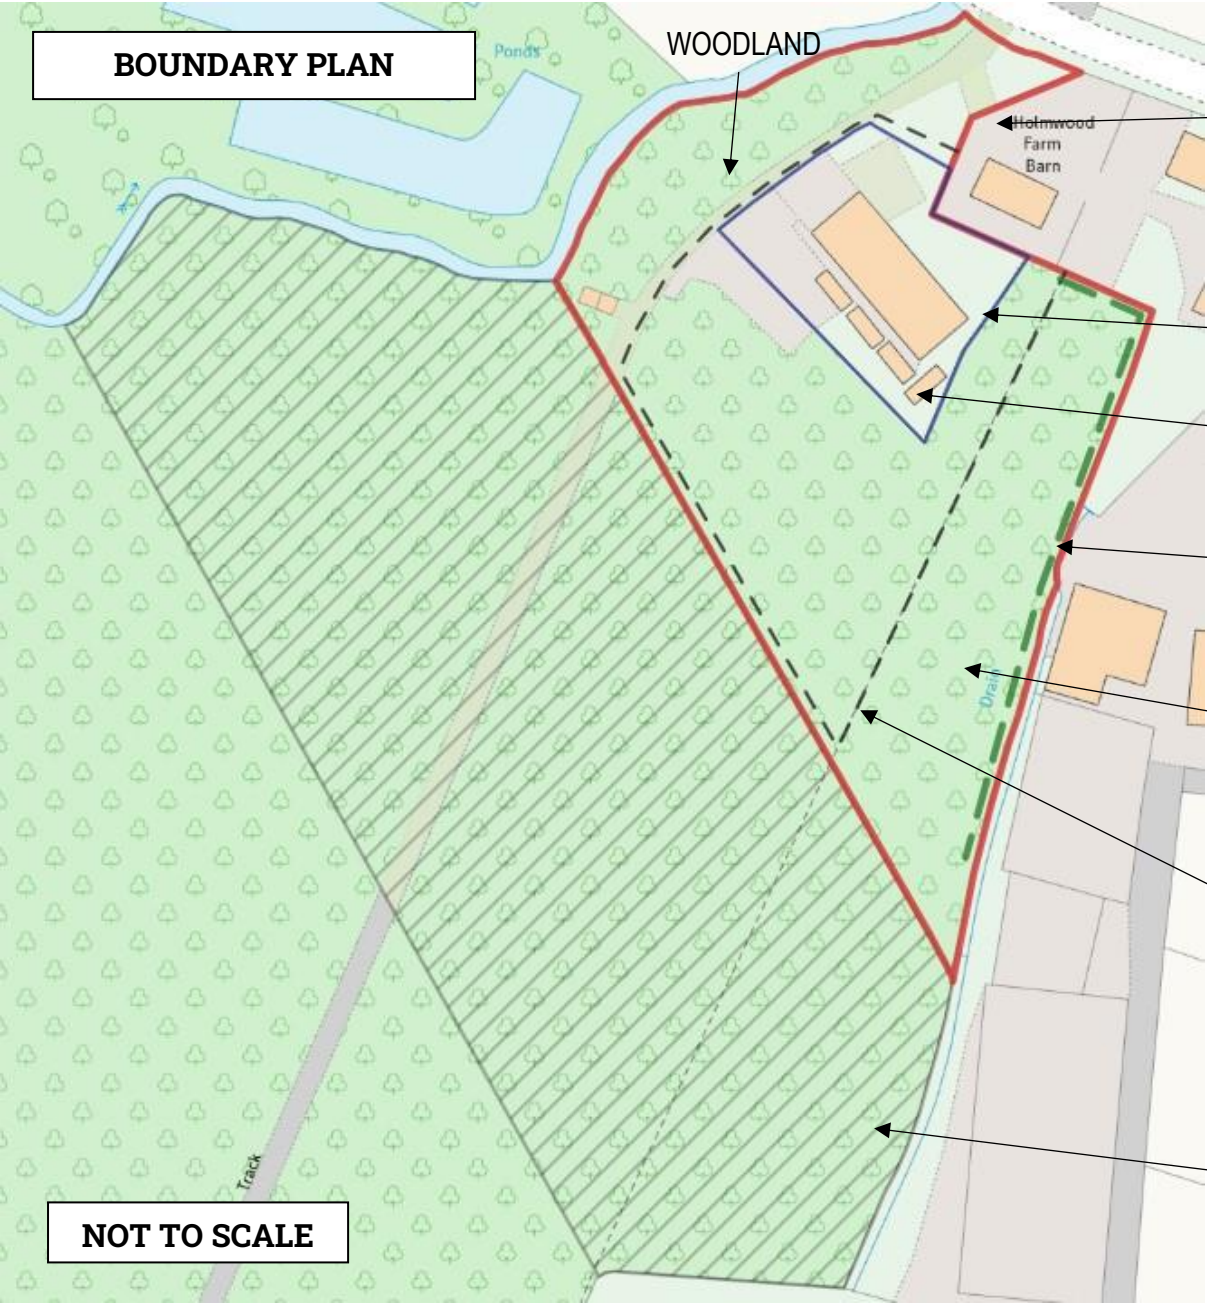 WOODLAND
BOUNDARY PLAN
Ponds
Holmwood
Farm
Barn
Drain
Track
NOT TO SCALE